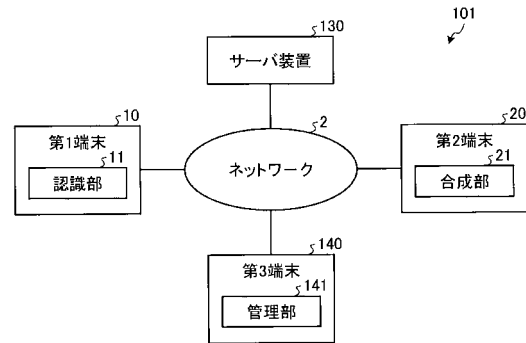 101
130
サーバ装置
10
第1端末
11
認識部
2
ネットワーク
20
第2端末
21
合成部
140
第3端末
141
管理部